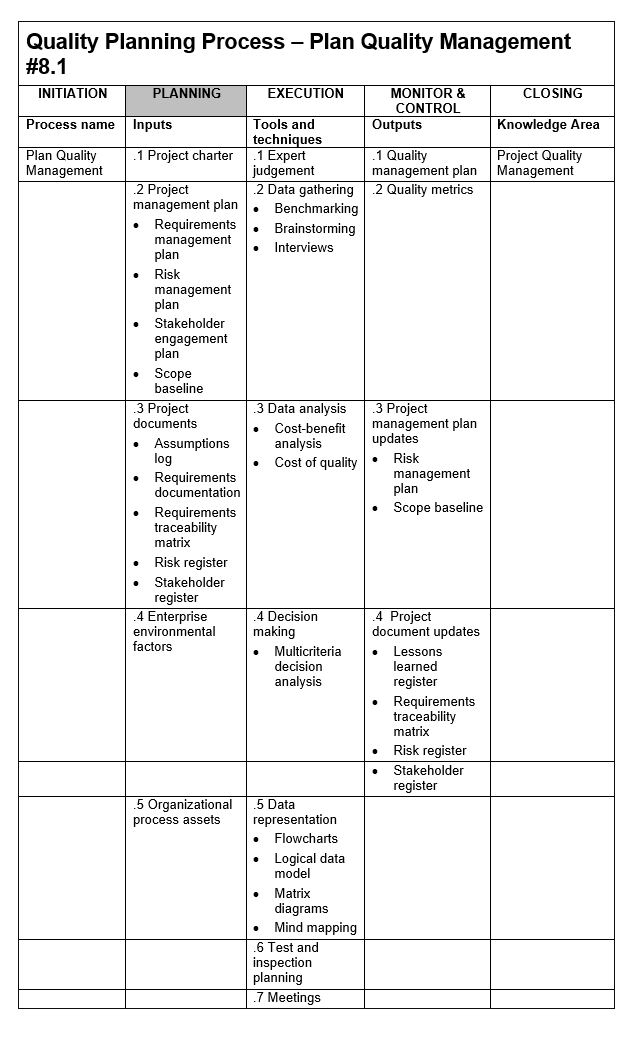 Quality Planning Process – Plan Quality Management
#8.1
INITIATION
PLANNING
EXECUTION
MONITOR &
CONTROL
CLOSING
Process name
Inputs
Tools and
techniques
Outputs
Knowledge Area
Plan Quality
Management
.1 Project charter
.1 Expert
judgement
.1 Quality
management plan
Project Quality
Management
.2 Project
management plan
• Requirements
management
plan
• Risk
management
plan
• Stakeholder
engagement
plan
• Scope
baseline
.2 Data gathering
• Benchmarking
• Brainstorming
• Interviews
.2 Quality metrics
.3 Project
documents
• Assumptions
log
• Requirements
documentation
• Requirements
traceability
matrix
• Risk register
• Stakeholder
register
.3 Data analysis
• Cost-benefit
analysis
• Cost of quality
.3 Project
management plan
updates
• Risk
management
plan
• Scope baseline
.4 Enterprise
environmental
factors
.4 Decision
making
• Multicriteria
decision
analysis
.4 Project
document updates
• Lessons
learned
register
• Requirements
traceability
matrix
• Risk register
• Stakeholder
register
.5 Organizational
process assets
.5 Data
representation
• Flowcharts
• Logical data
model
• Matrix
diagrams
• Mind mapping
.6 Test and
inspection
planning
.7 Meetings